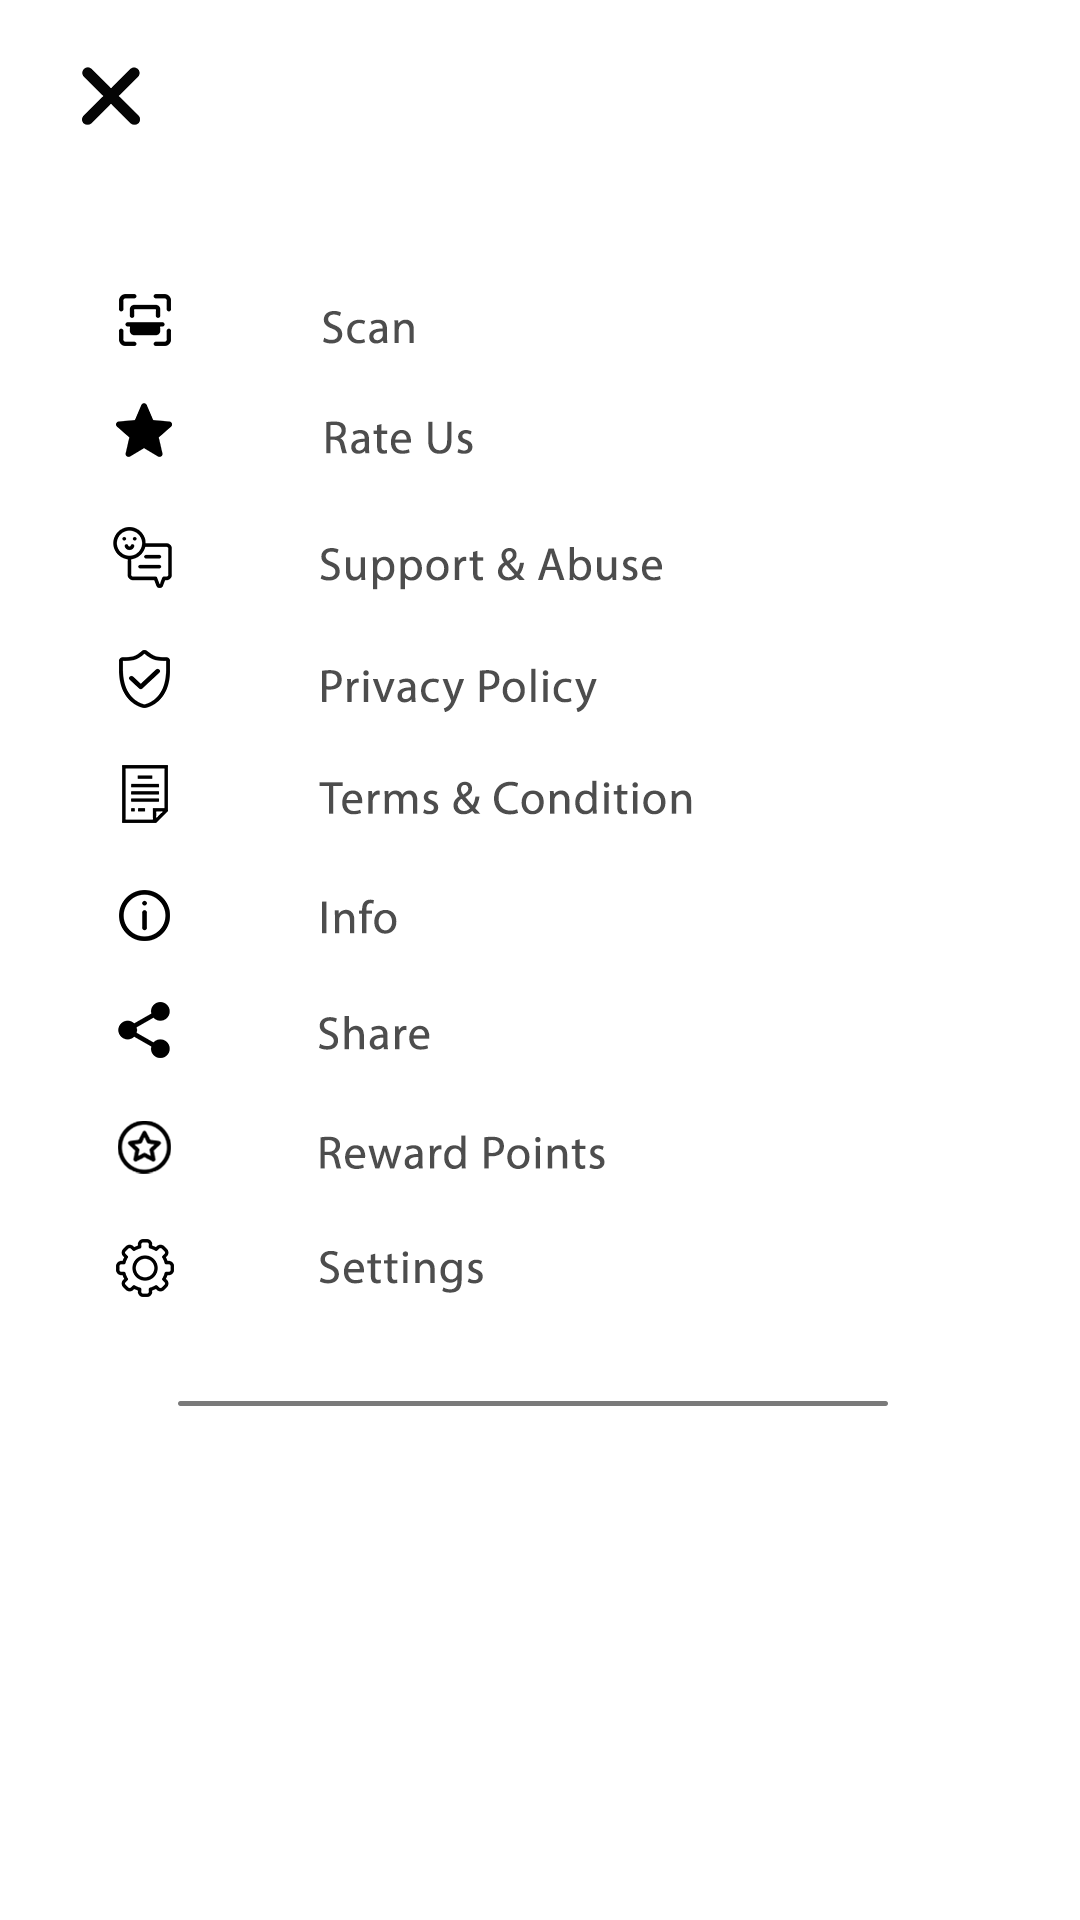 Scan
Rate Us
Support & Abuse
Privacy Policy
Terms & Condition
Info
Share
Reward Points
Settings